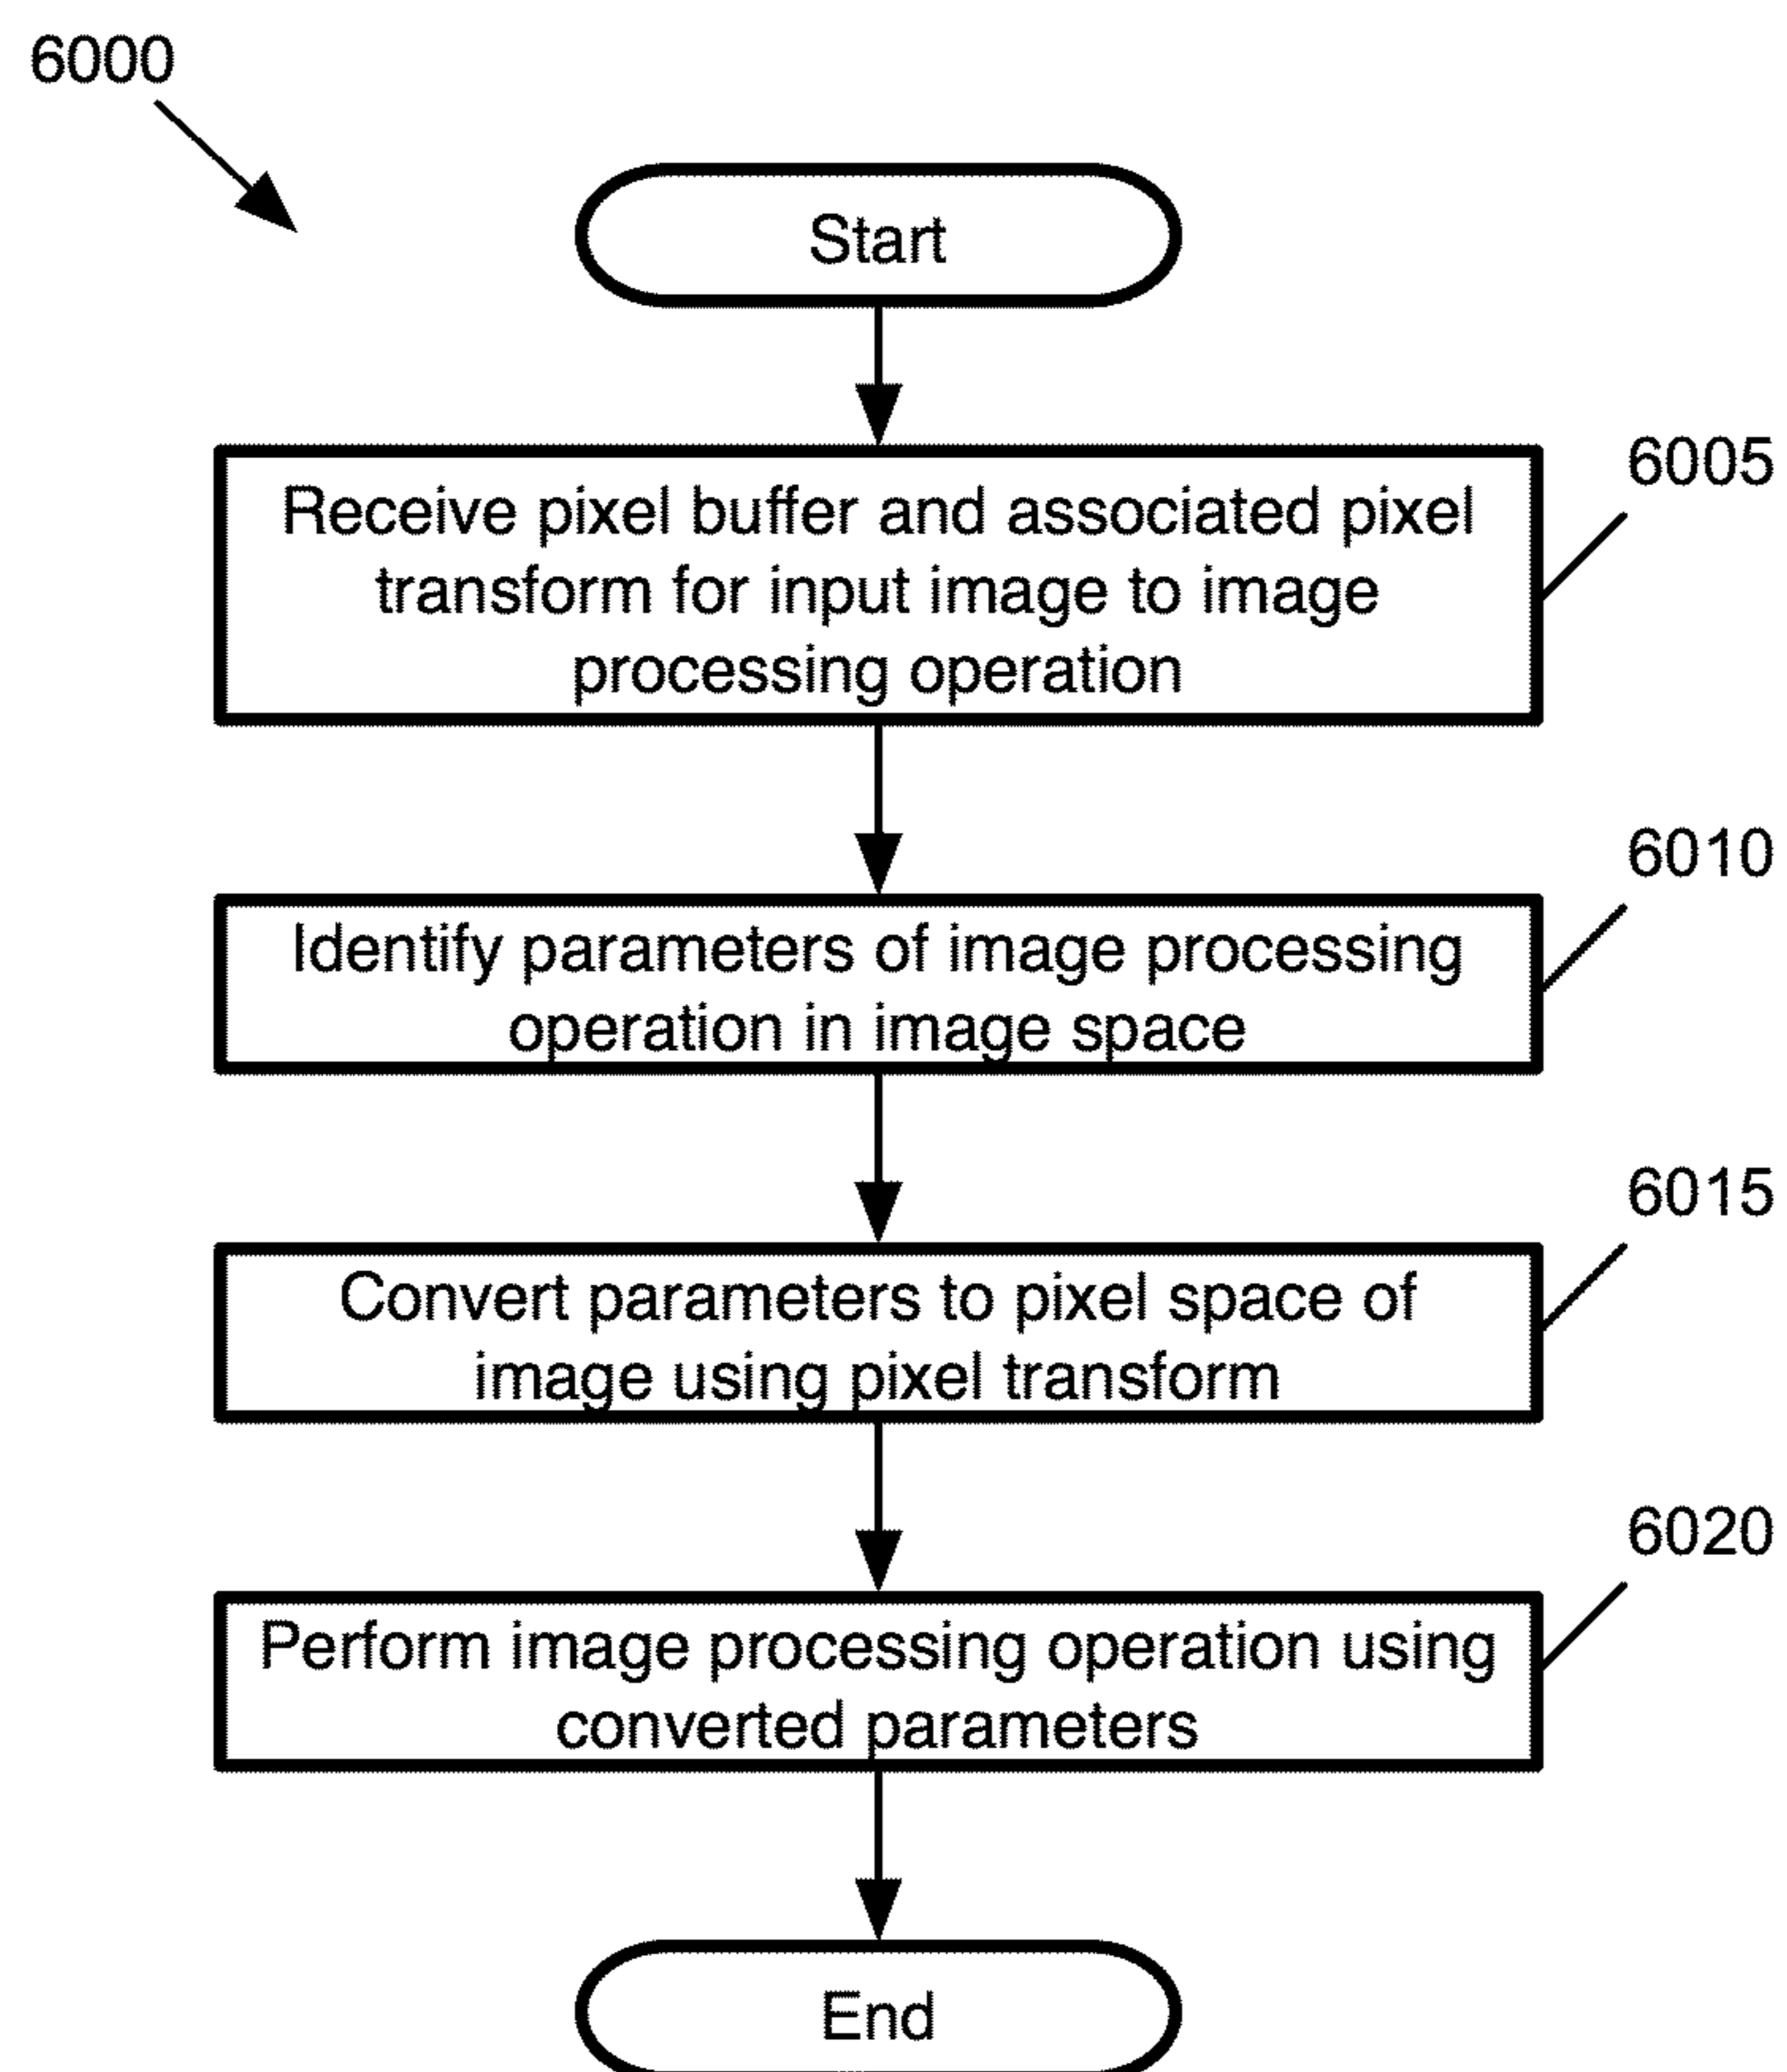 6000
Start
6005
Receive pixel buffer and associated pixel
transform for input image to image
processing operation
6010
Identify parameters of image processing
operation in image space
6015
Convert parameters to pixel space of
image using pixel transform
6020
Perform image processing operation using
converted parameters
End